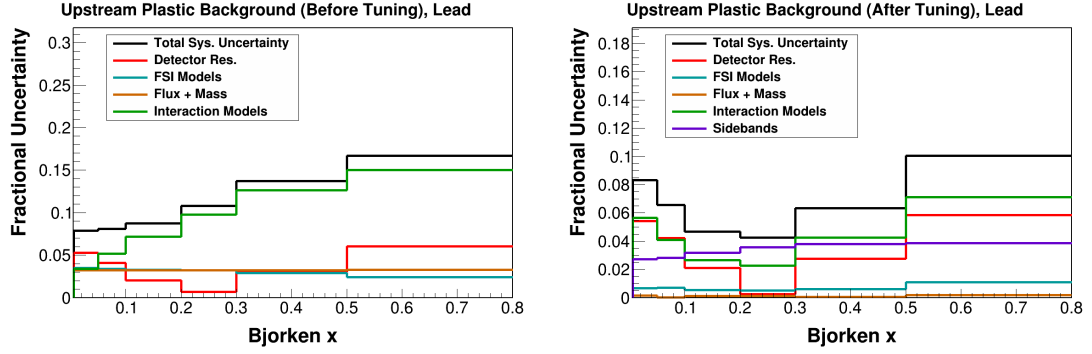 Upstream Plastic Background (Before Tuning), Lead
Fractional Uncertainty
0.3
0.25
0.2
0.15
0.1
0.05
0
Total Sys. Uncertainty
Detector Res.
FSI Models
Flux + Mass
Interaction Models
0.1 0.2 0.3 0.4 0.5 0.6 0.7 0.8
Bjorken x
Upstream Plastic Background (After Tuning), Lead
Fractional Uncertainty
0.18
0.16
0.14
0.12
0.1
0.08
0.06
0.04
0.02
0
Total Sys. Uncertainty
Detector Res.
FSI Models
Flux + Mass
Interaction Models
Sidebands
0.1 0.2 0.3 0.4 0.5 0.6 0.7 0.8
Bjorken x